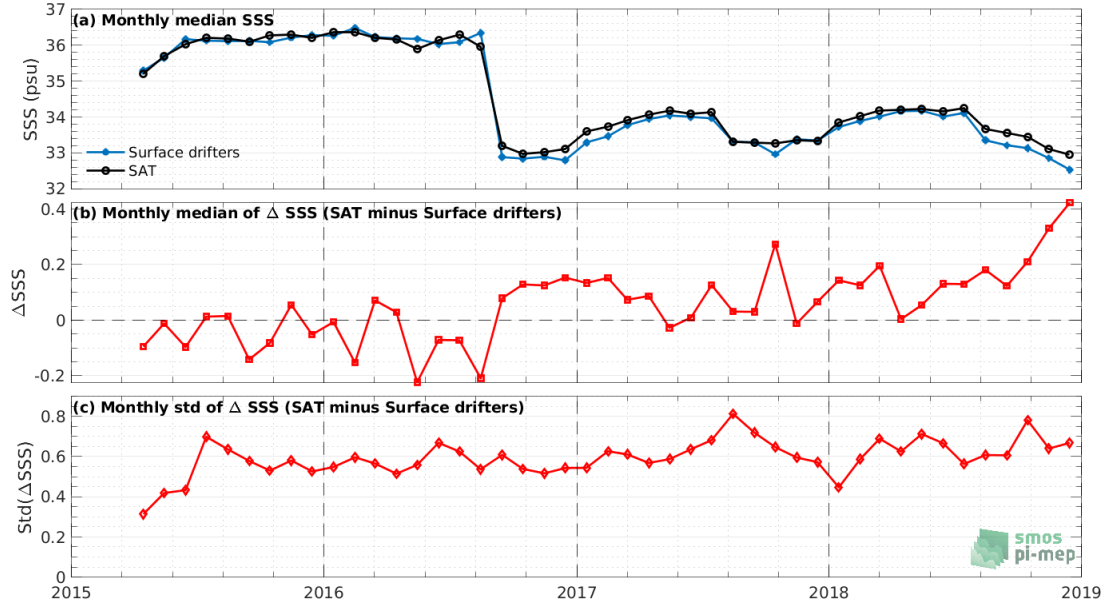 (a) Monthly median SSS
37
36
35
34
33
32
SSS (psu)
Surface drifters
SAT
(b) Monthly median of Δ SSS (SAT minus Surface drifters)
0.4
0.2
0
-0.2
ΔSSS
(c) Monthly std of Δ SSS (SAT minus Surface drifters)
0.8
0.6
0.4
0.2
0
Std(ΔSSS)
smos
pi-mep
2015
2016
2017
2018
2019